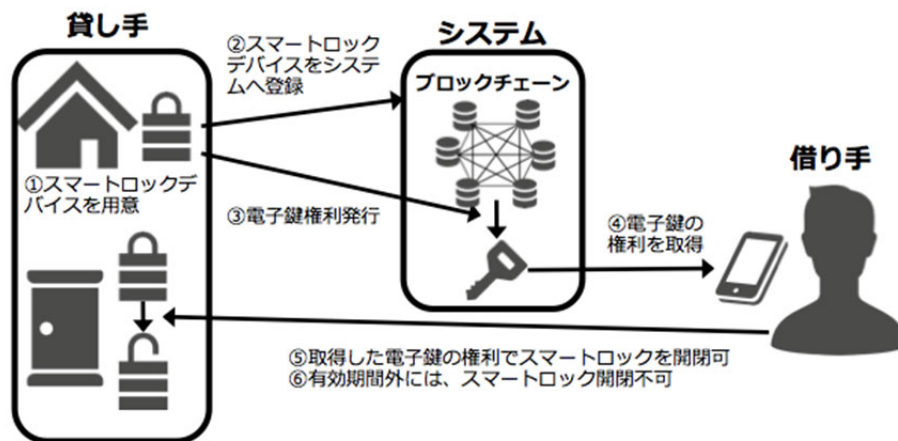 貸し手
②スマートロック
デバイスをシステ
ムへ登録
システム
ブロックチェーン
借り手
①スマートロックデ
バイスを用意
③電子鍵権利発行
④電子鍵の
権利を取得
⑤取得した電子鍵の権利でスマートロックを開閉可
⑥有効期間外には、スマートロック開閉不可